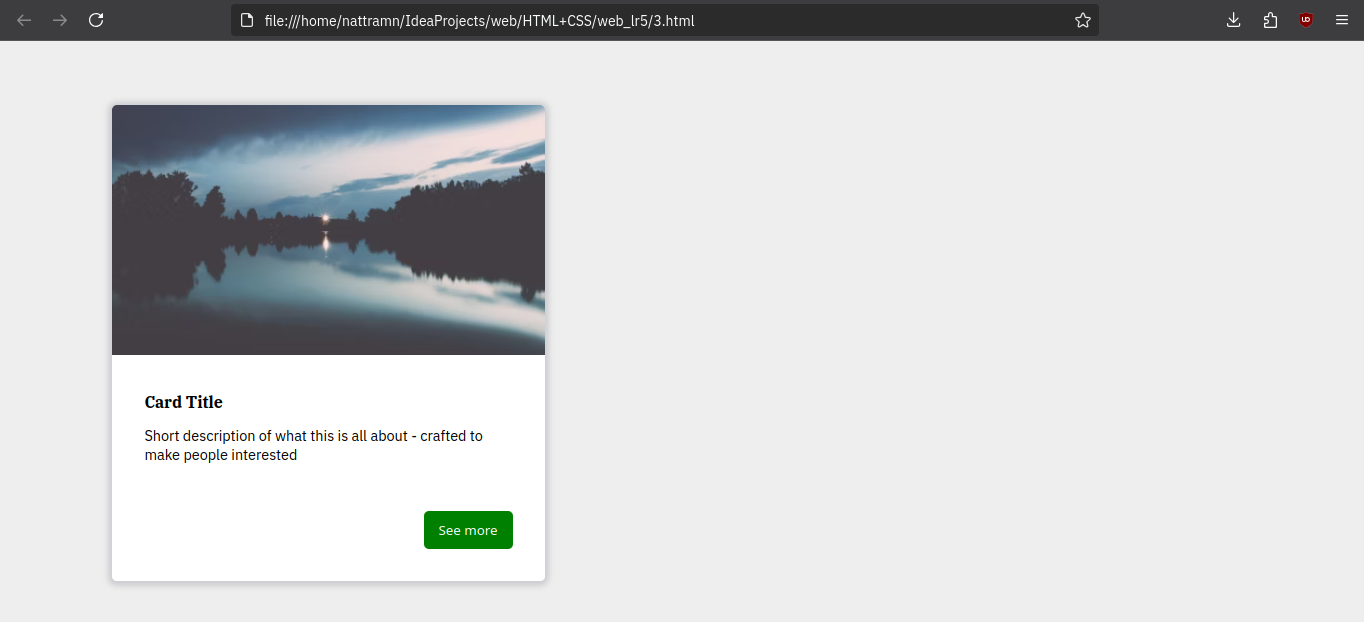 file:///home/nattramn/IdeaProjects/web/HTML+CSS/web_lr5/3.html
Card Title
Short description of what this is all about - crafted to
make people interested
See more